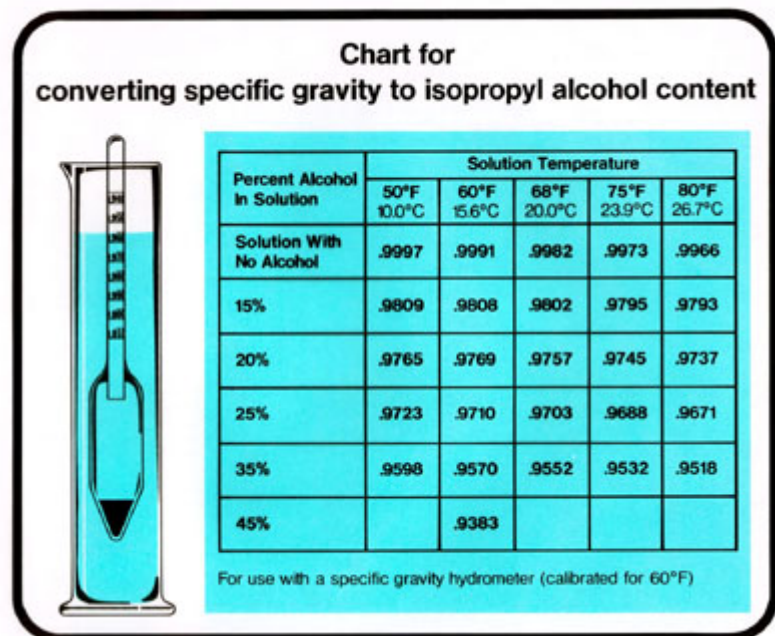 Chart for
converting specific gravity to isopropyl alcohol content
Percent Alcohol
In Solution
Solution Temperature
50°F 60°F 68°F 75°F 80°F
10.0°C 15.6°C 20.0°C 23.9°C 26.7°C
Solution With
No Alcohol .9997 .9991 .9982 .9973 .9966
15% .9809 .9808 .9802 .9795 .9793
20% .9765 .9769 .9757 .9745 .9737
25% .9723 .9710 .9703 .9688 .9671
35% .9598 .9570 .9552 .9532 .9518
45% .9383
For use with a specific gravity hydrometer (calibrated for 60°F)